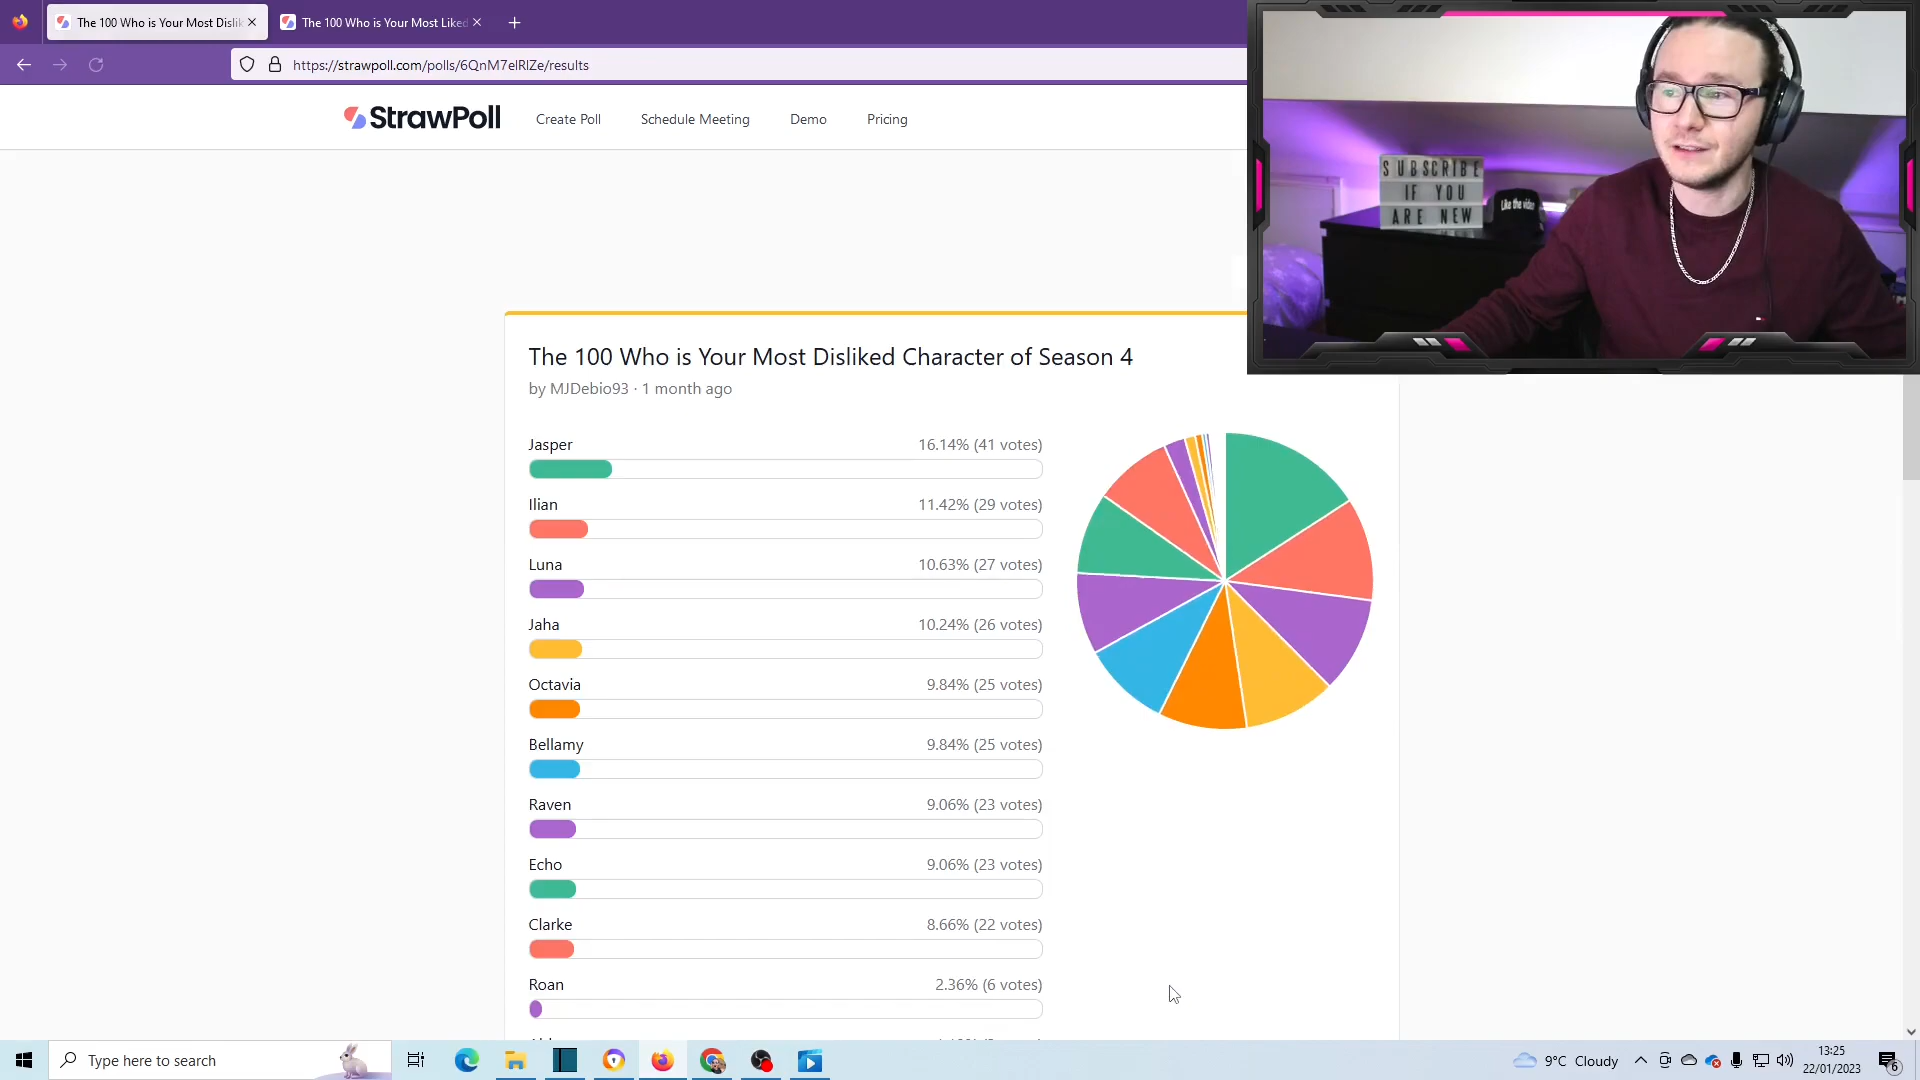 The 100 Who is Your Most Dislik
The 100 Who is Your Most Liked
https://strawpoll.com/polls/6QnM7elRlZe/results
StrawPoll
Create Poll
Schedule Meeting
Demo
Pricing
SUBSCRIBE
IF YOU
ARE NEW
Like the video
The 100 Who is Your Most Disliked Character of Season 4
by MJDebio93 · 1 month ago
Jasper 16.14% (41 votes)
Ilian 11.42% (29 votes)
Luna 10.63% (27 votes)
Jaha 10.24% (26 votes)
Octavia 9.84% (25 votes)
Bellamy 9.84% (25 votes)
Raven 9.06% (23 votes)
Echo 9.06% (23 votes)
Clarke 8.66% (22 votes)
Roan 2.36% (6 votes)
Type here to search
9°C Cloudy
13:25
22/01/2023
6